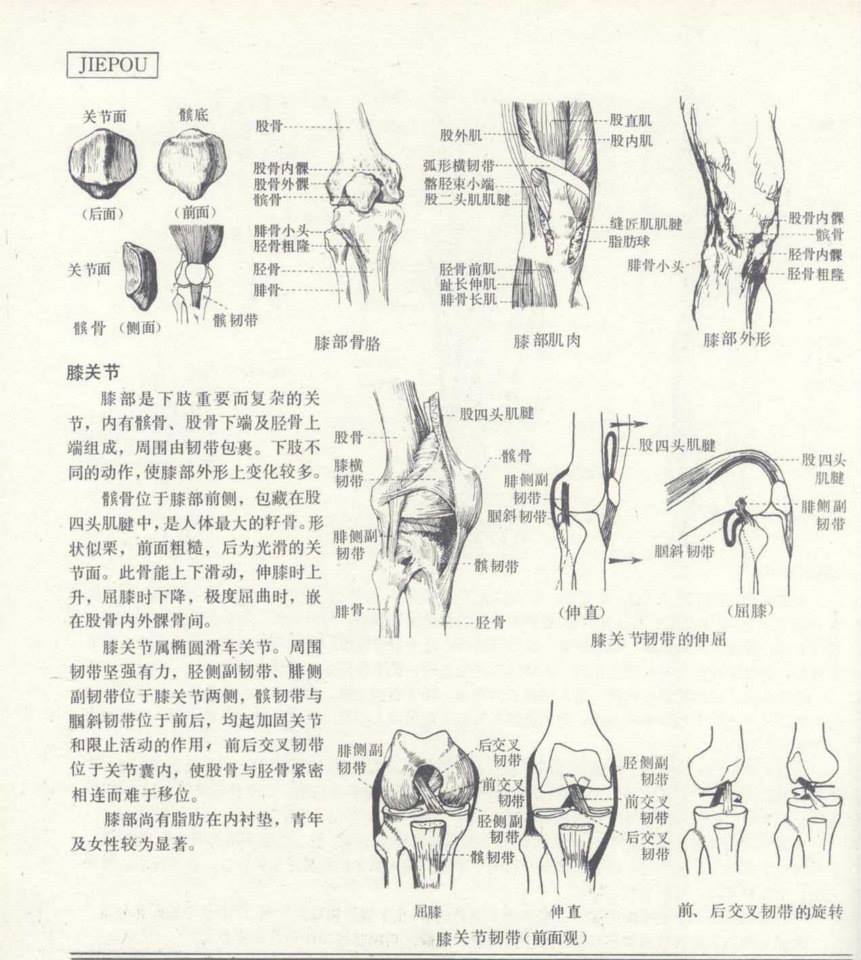 JIEPOU
关节面
髌底
(后面)
(前面)
关节面
髌骨
(侧面)
髌韧带
股骨
股骨内髁
股骨外髁
髌骨
腓骨小头
胫骨粗隆
胫骨
腓骨
膝部骨胳
股外肌
弧形横韧带
髂胫束小端
股二头肌肌腱
胫骨前肌
趾长伸肌
腓骨长肌
股直肌
股内肌
缝匠肌肌腱
脂肪球
膝部肌肉
腓骨小头
股骨内髁
髌骨
胫骨内髁
胫骨粗隆
膝部外形
膝关节
膝部是下肢重要而复杂的关
节，内有髌骨、股骨下端及胫骨上
端组成，周围由韧带包裹。下肢不
同的动作，使膝部外形上变化较多。
髌骨位于膝部前侧，包藏在股
四头肌腱中，是人体最大的籽骨。形
状似栗，前面粗糙，后为光滑的关
节面。此骨能上下滑动，伸膝时上
升，屈膝时下降，极度屈曲时，嵌
在股骨内外髁骨间。
膝关节属椭圆滑车关节。周围
韧带坚强有力，胫侧副韧带、腓侧
副韧带位于膝关节两侧，髌韧带与
腘斜韧带位于前后，均起加固关节
和限止活动的作用，前后交叉韧带
位于关节囊内，使股骨与胫骨紧密
相连而难于移位。
膝部尚有脂肪在内衬垫，青年
及女性较为显著。
股骨
膝横
韧带
腓侧副
韧带
腓骨
股四头肌腱
髌骨
髌韧带
胫骨
腓侧副
韧带
腘斜韧带
股四头肌腱
(伸直)
股四头
肌腱
腓侧副
韧带
腘斜韧带
(屈膝)
膝关节韧带的伸屈
腓侧副
韧带
后交叉
韧带
前交叉
韧带
胫侧副
韧带
髌韧带
屈膝
胫侧副
韧带
前交叉
韧带
后交叉
韧带
伸直
膝关节韧带(前面观)
前、后交叉韧带的旋转